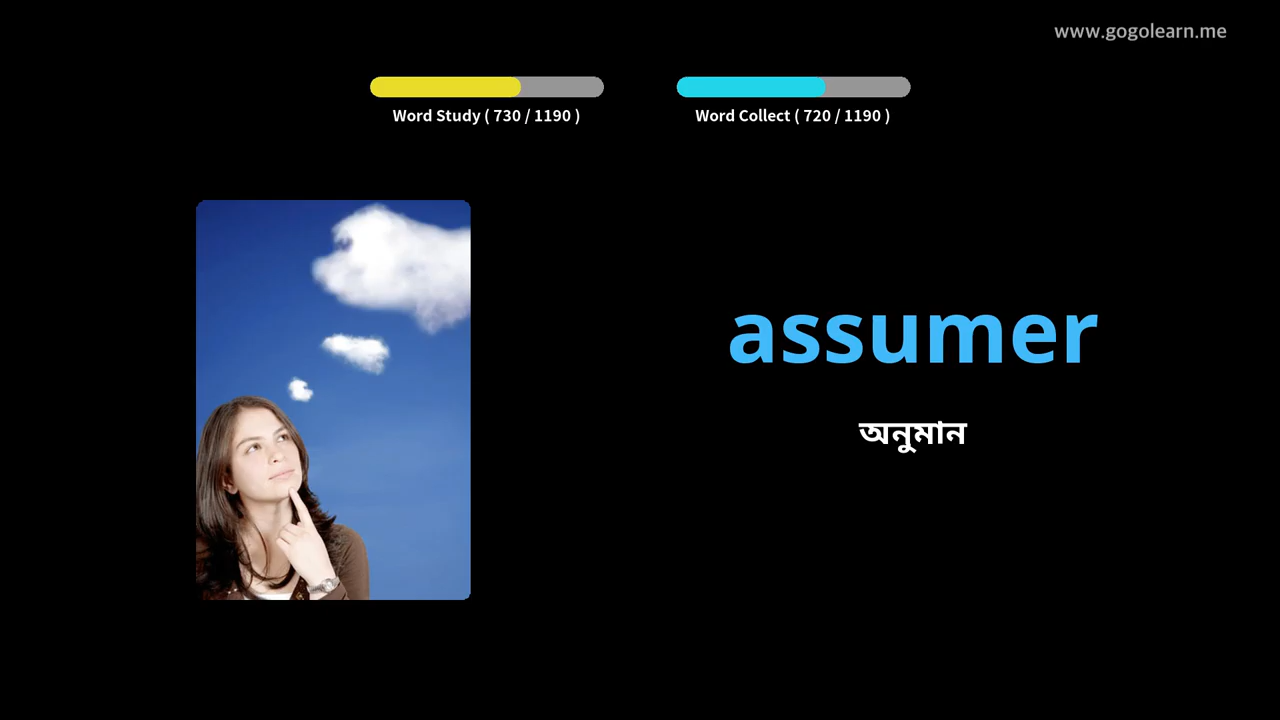 www.gogolearn.me
Word Study ( 730 / 1190 )
Word Collect ( 720 / 1190 )
assumer
অনুমান